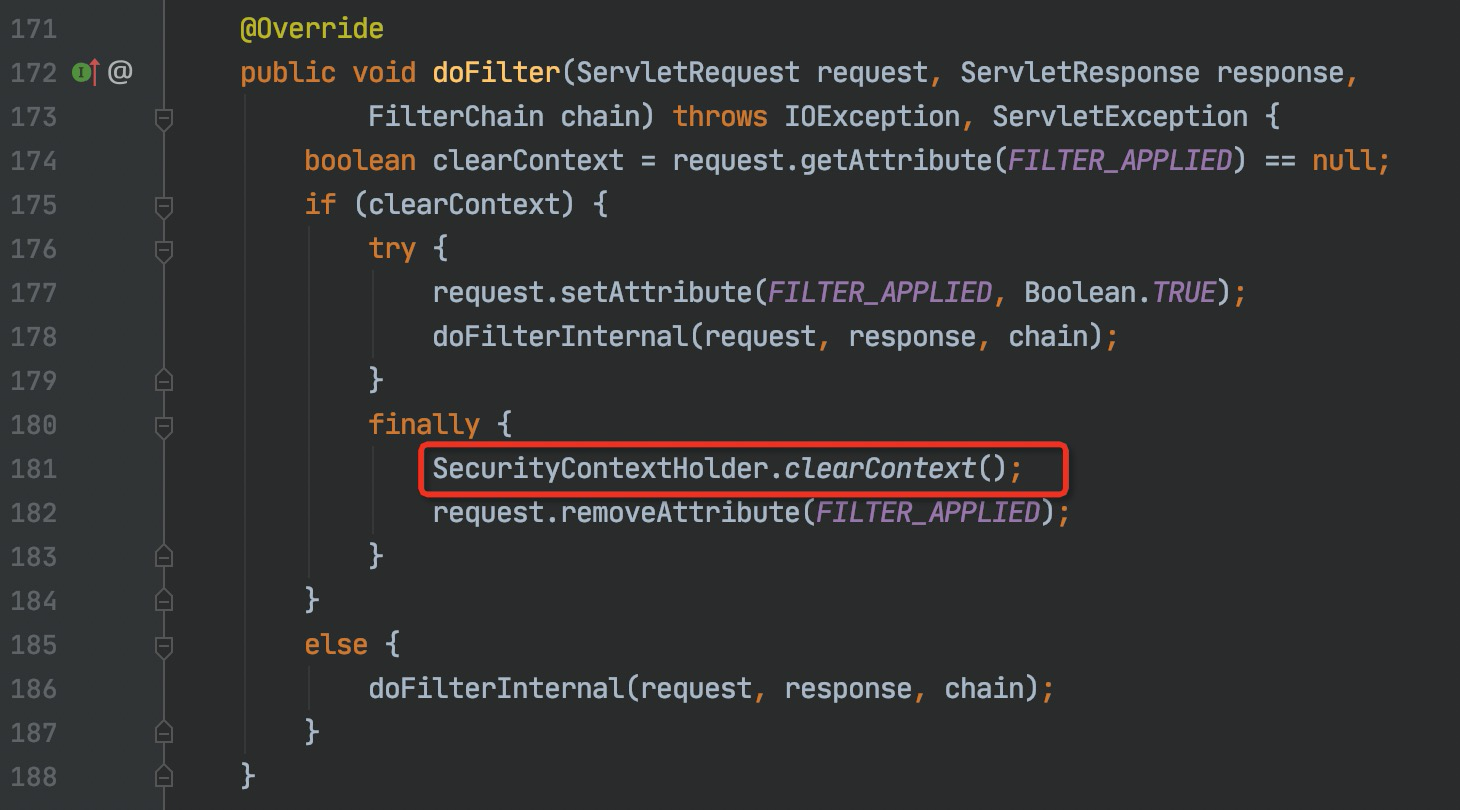 171 @Override
172 @ public void doFilter(ServletRequest request, ServletResponse response,
173 FilterChain chain) throws IOException, ServletException {
174 boolean clearContext = request.getAttribute(FILTER_APPLIED) == null;
175 if (clearContext) {
176 try {
177 request.setAttribute(FILTER_APPLIED, Boolean.TRUE);
178 doFilterInternal(request, response, chain);
179 }
180 finally {
181 SecurityContextHolder.clearContext();
182 request.removeAttribute(FILTER_APPLIED);
183 }
184 }
185 else {
186 doFilterInternal(request, response, chain);
187 }
188 }